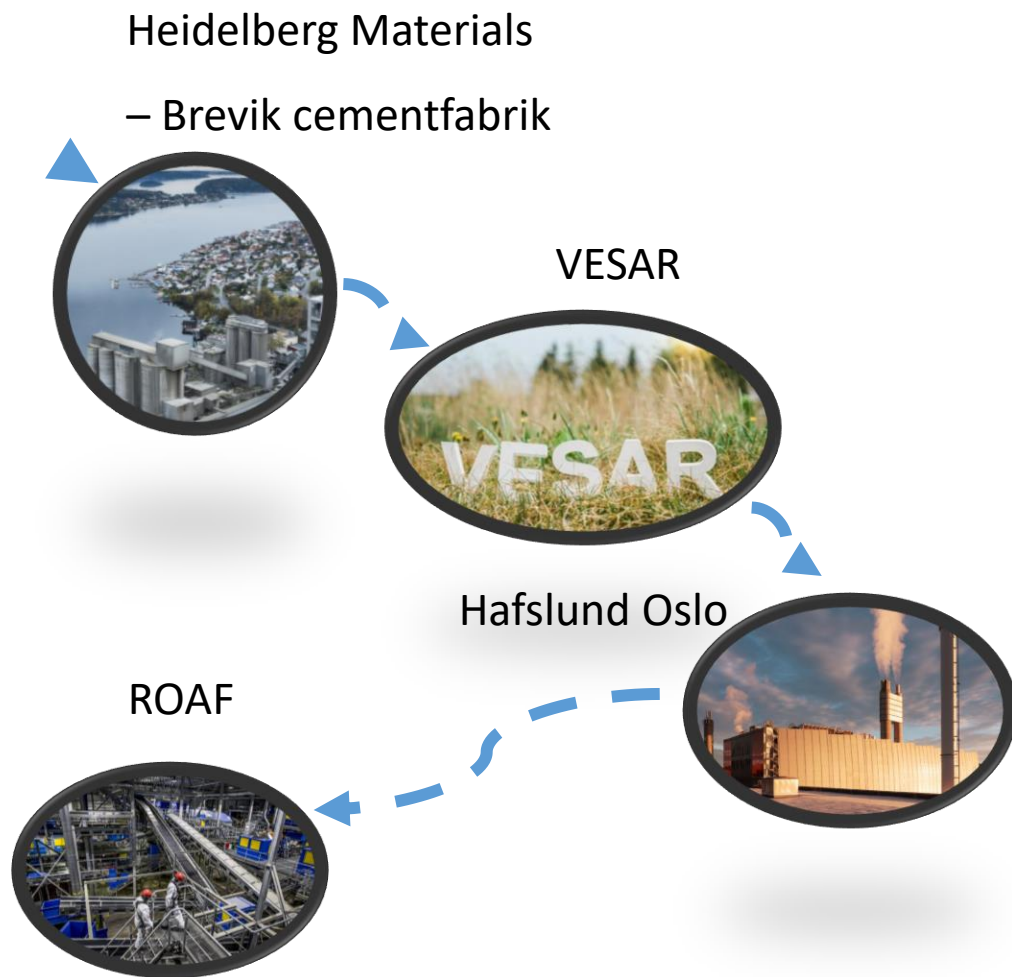 Heidelberg Materials
– Brevik cementfabrik
VESAR
VESAR
Hafslund Oslo
ROAF